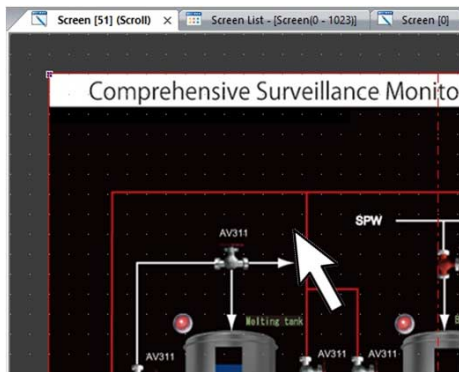 Screen [51] (Scroll)
Screen List - [Screen(0 - 1023)]
Screen [0]
Comprehensive Surveillance Monito
SPW
AV311
Melting tank
AV311
AV311
AV311